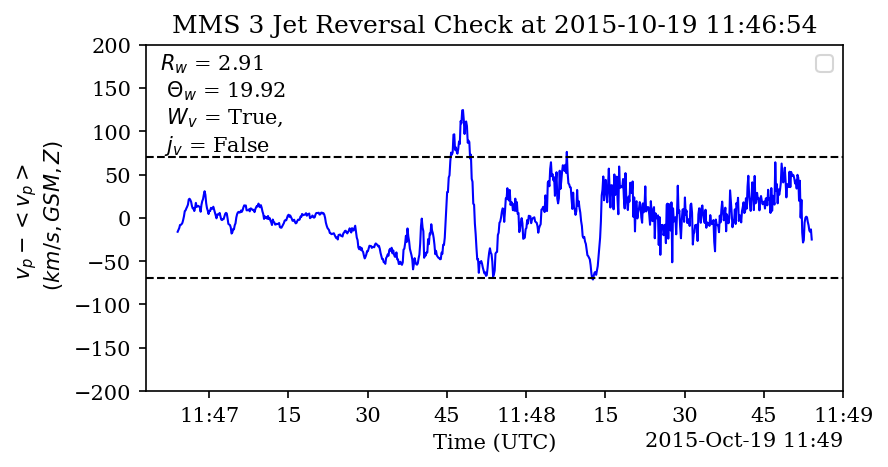 MMS 3 Jet Reversal Check at 2015-10-19 11:46:54
R_w = 2.91
Θ_w = 19.92
W_v = True,
j_v = False
200
150
100
50
0
−50
−100
−150
−200
v_p − < v_p >
(km/s, GSM, Z)
11:47 15 30 45 11:48 15 30 45 11:49
Time (UTC)
2015-Oct-19 11:49